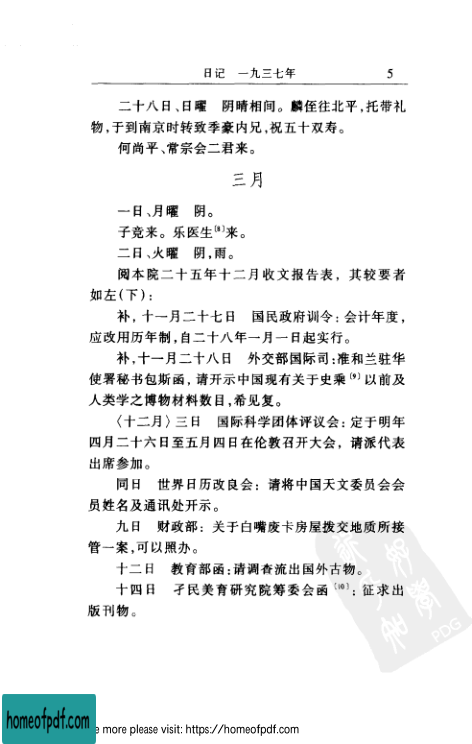 日记 一九三七年 5
二十八日、日曜 阴晴相间。麟侄往北平,托带礼
物,于到南京时转致季豪内兄,祝五十双寿。
何尚平、常宗会二君来。
三月
一日、月曜 阴。
子竞来。乐医生〔8〕来。
二日、火曜 阴,雨。
阅本院二十五年十二月收文报告表,其较要者
如左(下):
补,十一月二十七日 国民政府训令:会计年度,
应改用历年制,自二十八年一月一日起实行。
补,十一月二十八日 外交部国际司:准和兰驻华
使署秘书包斯函,请开示中国现有关于史乘〔9〕以前及
人类学之博物材料数目,希见复。
〈十二月〉三日 国际科学团体评议会:定于明年
四月二十六日至五月四日在伦敦召开大会,请派代表
出席参加。
同日 世界日历改良会:请将中国天文委员会会
员姓名及通讯处开示。
九日 财政部:关于白嘴废卡房屋拨交地质所接
管一案,可以照办。
十二日 教育部函:请调查流出国外古物。
十四日 孑民美育研究院筹委会函〔10〕:征求出
版刊物。
PDG
homeofpdf.com
e more please visit: https://homeofpdf.com